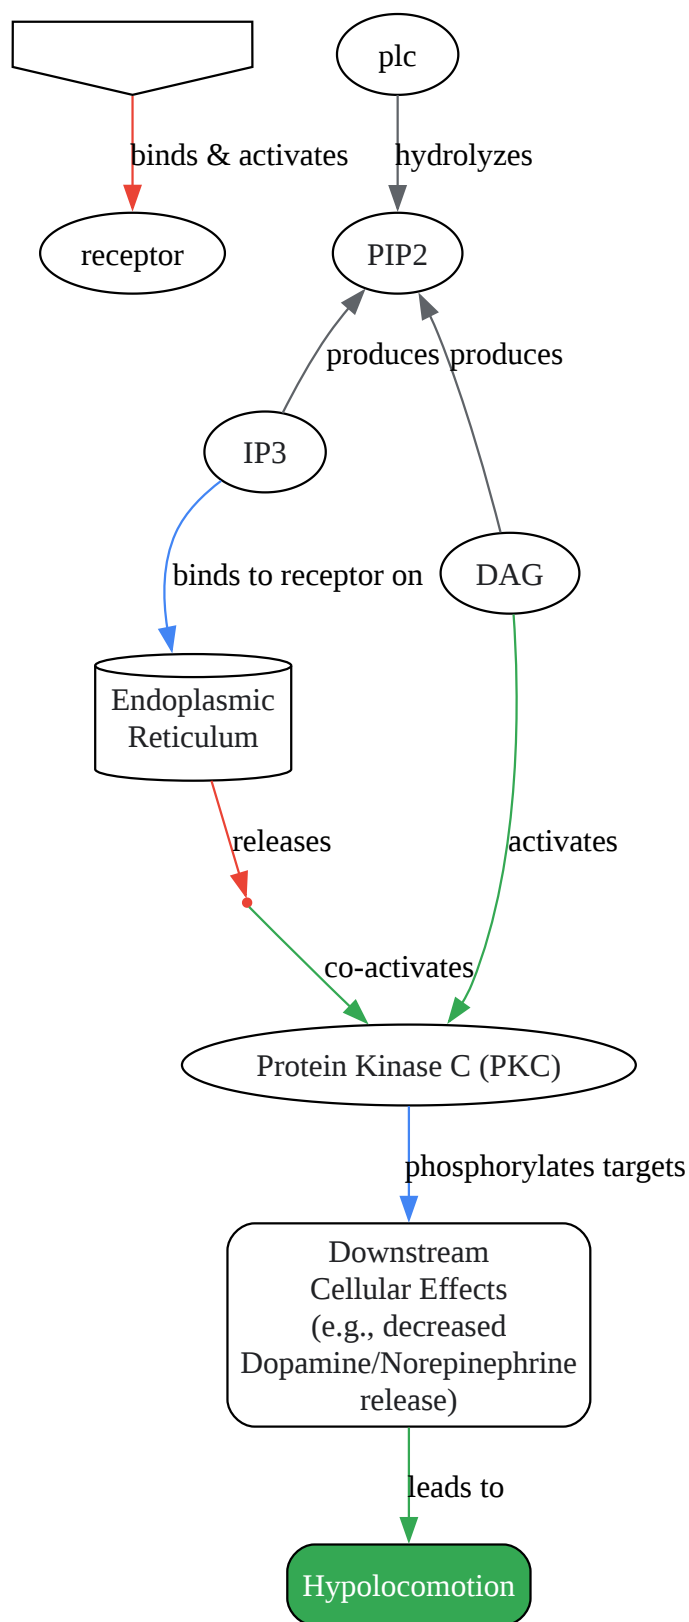 plc
binds & activates
hydrolyzes
receptor
PIP2
produces
produces
IP3
binds to receptor on
DAG
Endoplasmic
Reticulum
releases
activates
co-activates
Protein Kinase C (PKC)
phosphorylates targets
Downstream
Cellular Effects
(e.g., decreased
Dopamine/Norepinephrine
release)
leads to
Hypolocomotion